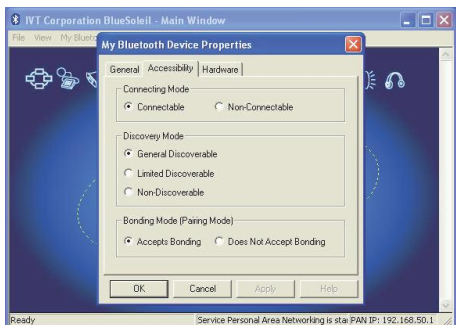 IVT Corporation BlueSoleil - Main Window
File View My Blueto
My Bluetooth Device Properties
General Accessibility Hardware
Connecting Mode
Connectable Non-Connectable
Discovery Mode
General Discoverable
Limited Discoverable
Non-Discoverable
Bonding Mode (Pairing Mode)
Accepts Bonding Does Not Accept Bonding
OK Cancel Apply Help
Ready Service Personal Area Networking is stai PAN IP: 192.168.50.1